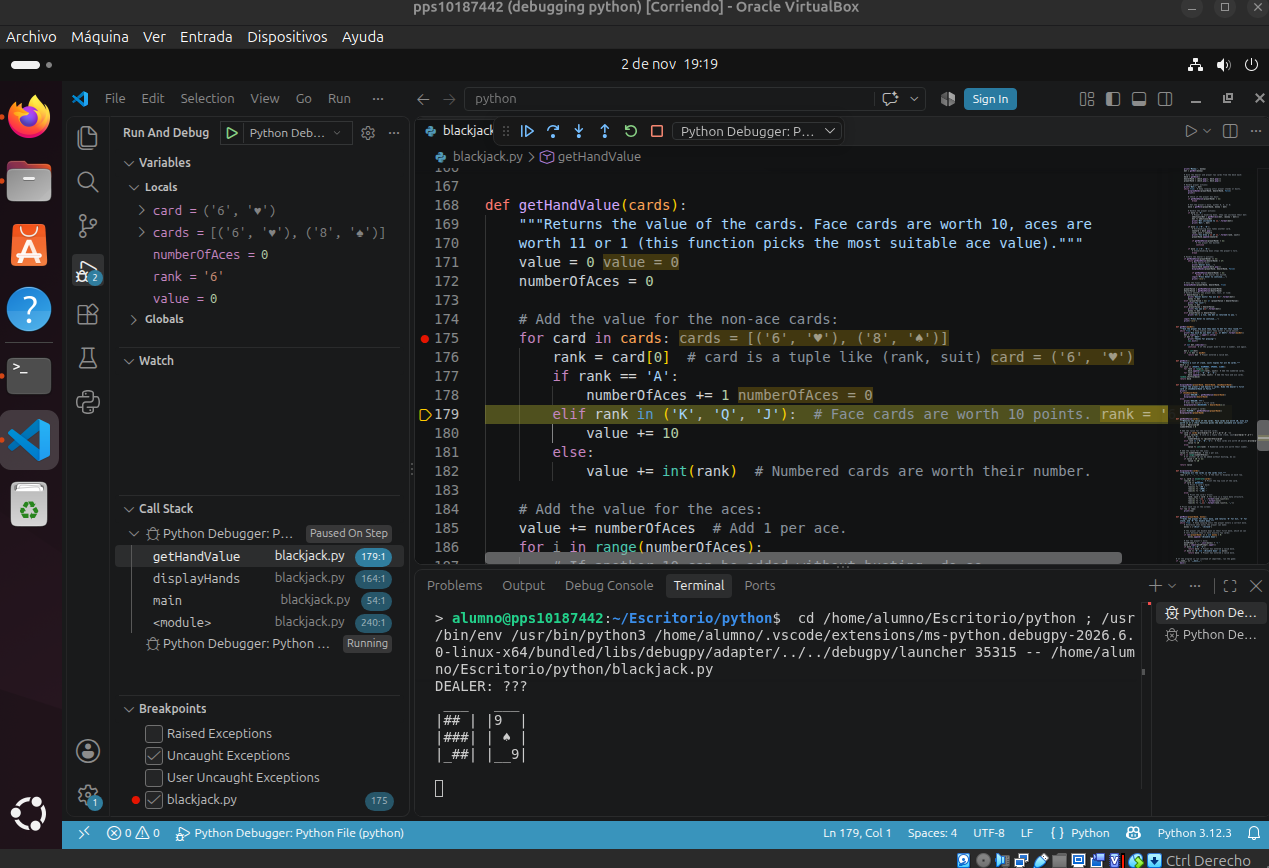 pps10187442 (debugging python) [Corriendo] - Oracle VirtualBox
Archivo Máquina Ver Entrada Dispositivos Ayuda
2 de nov 19:19
File Edit Selection View Go Run ···
python
Sign In
Run And Debug
Python Deb...
Variables
Locals
card = ('6', '♥')
cards = [('6', '♥'), ('8', '♠')]
numberOfAces = 0
rank = '6'
value = 0
Globals
Watch
Call Stack
Python Debugger: P... Paused On Step
getHandValue blackjack.py 179:1
displayHands blackjack.py 164:1
main blackjack.py 54:1
<module> blackjack.py 240:1
Python Debugger: Python ... Running
Breakpoints
Raised Exceptions
Uncaught Exceptions
User Uncaught Exceptions
blackjack.py 175
2
1
blackjack
Python Debugger: P...
blackjack.py > getHandValue
166
167
168 def getHandValue(cards):
169 """Returns the value of the cards. Face cards are worth 10, aces are
170 worth 11 or 1 (this function picks the most suitable ace value)."""
171 value = 0 value = 0
172 numberOfAces = 0
173
174 # Add the value for the non-ace cards:
175 for card in cards: cards = [('6', '♥'), ('8', '♠')]
176 rank = card[0] # card is a tuple like (rank, suit) card = ('6', '♥')
177 if rank == 'A':
178 numberOfAces += 1 numberOfAces = 0
179 elif rank in ('K', 'Q', 'J'): # Face cards are worth 10 points. rank = '
180 value += 10
181 else:
182 value += int(rank) # Numbered cards are worth their number.
183
184 # Add the value for the aces:
185 value += numberOfAces # Add 1 per ace.
186 for i in range(numberOfAces):
Problems Output Debug Console Terminal Ports
> alumno@pps10187442:~/Escritorio/python$ cd /home/alumno/Escritorio/python ; /usr
/bin/env /usr/bin/python3 /home/alumno/.vscode/extensions/ms-python.debugpy-2026.6.
0-linux-x64/bundled/libs/debugpy/adapter/../../debugpy/launcher 35315 -- /home/alum
no/Escritorio/python/blackjack.py
DEALER: ???
 ___   ___
|## | |9  |
|###| | ♠ |
|_##| |__9|
Python De...
Python De...
0 0 Python Debugger: Python File (python)
Ln 179, Col 1 Spaces: 4 UTF-8 LF { } Python Python 3.12.3
Ctrl Derecho